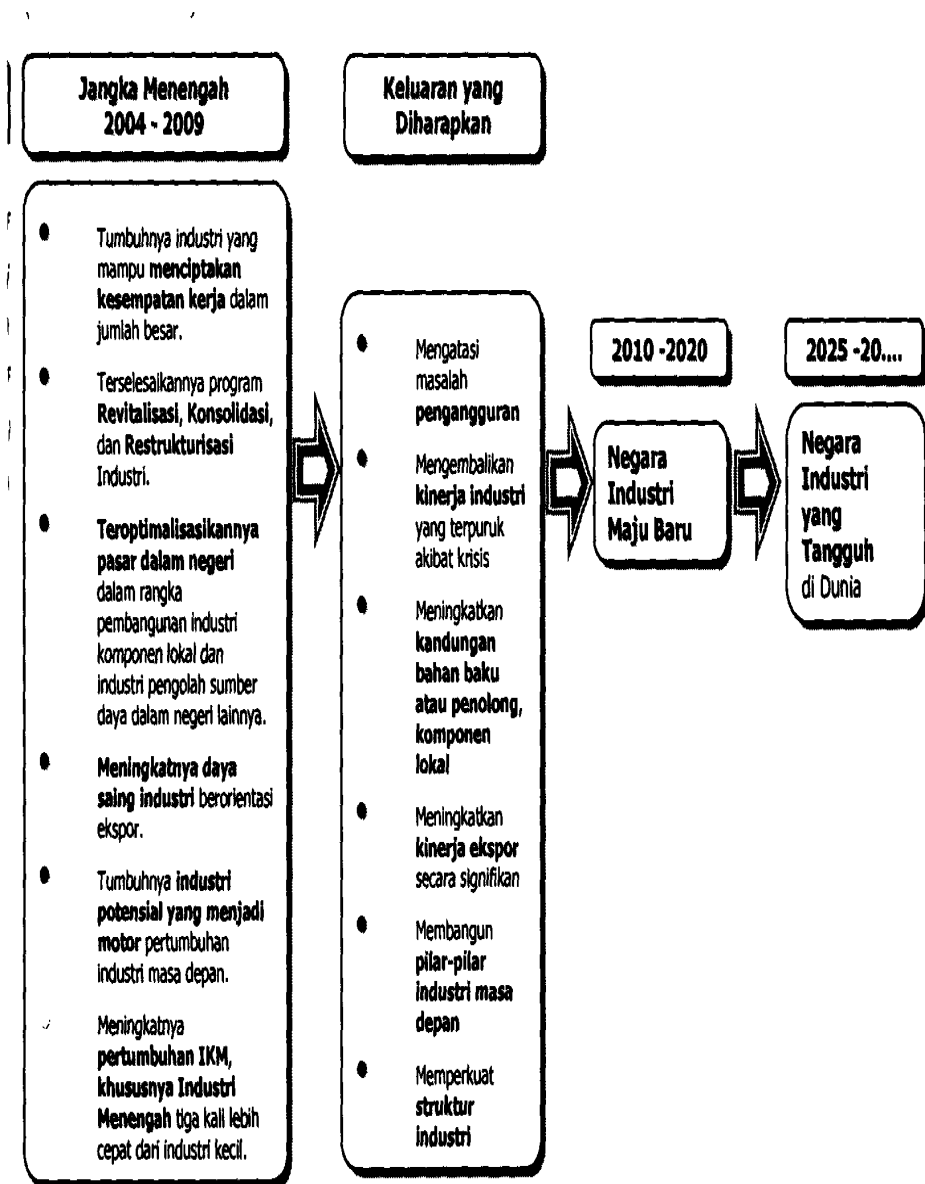 Jangka Menengah
2004 - 2009
Tumbuhnya industri yang
mampu menciptakan
kesempatan kerja dalam
jumlah besar.
Terselesaikannya program
Revitalisasi, Konsolidasi,
dan Restrukturisasi
Industri.
Teroptimalisasikannya
pasar dalam negeri
dalam rangka
pembangunan industri
komponen lokal dan
industri pengolah sumber
daya dalam negeri lainnya.
Meningkatnya daya
saing industri berorientasi
ekspor.
Tumbuhnya industri
potensial yang menjadi
motor pertumbuhan
industri masa depan.
Meningkatnya
pertumbuhan IKM,
khususnya Industri
Menengah tiga kali lebih
cepat dari industri kecil.
Keluaran yang
Diharapkan
Mengatasi
masalah
pengangguran
Mengembalikan
kinerja industri
yang terpuruk
akibat krisis
Meningkatkan
kandungan
bahan baku
atau penolong,
komponen
lokal
Meningkatkan
kinerja ekspor
secara signifikan
Membangun
pilar-pilar
industri masa
depan
Memperkuat
struktur
industri
2010 -2020
Negara
Industri
Maju Baru
2025 -20....
Negara
Industri
yang
Tangguh
di Dunia